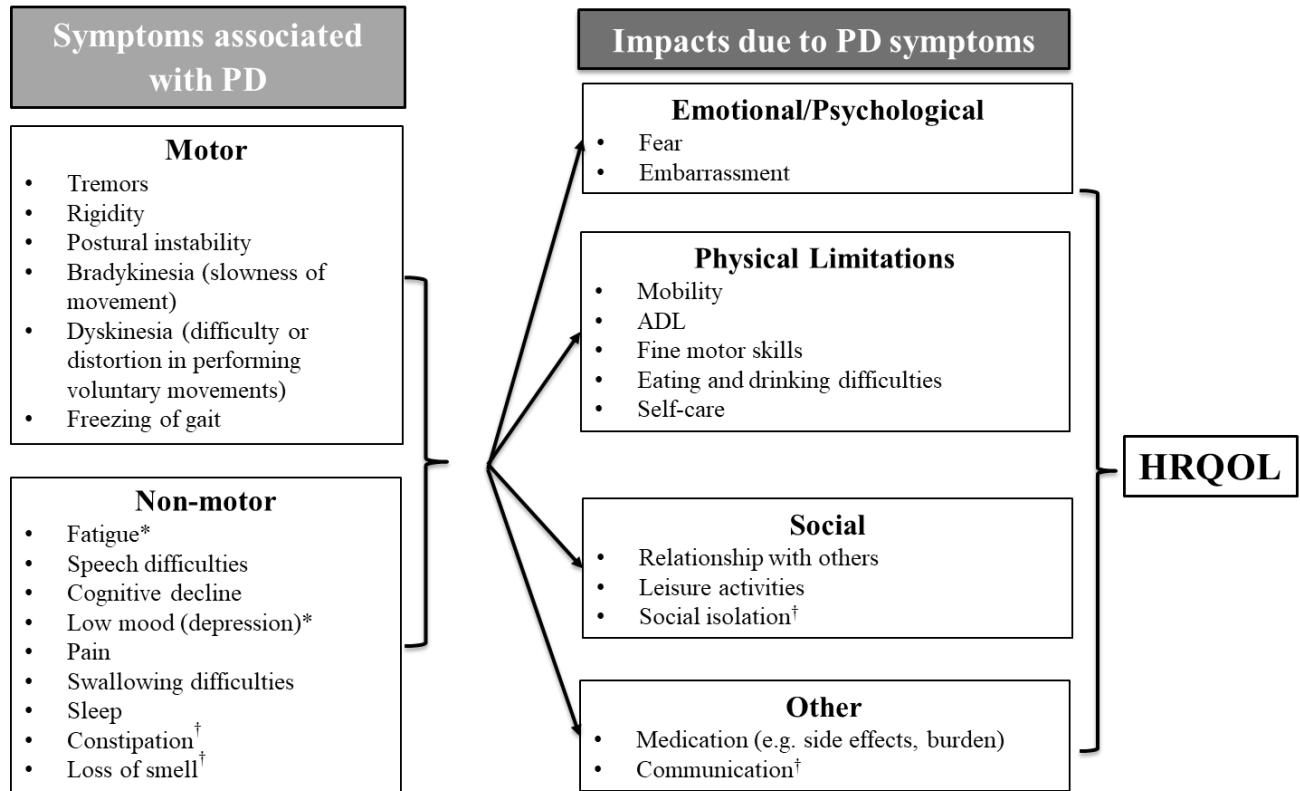 Symptoms associated
with PD
Motor
• Tremors
• Rigidity
• Postural instability
• Bradykinesia (slowness of
movement)
• Dyskinesia (difficulty or
distortion in performing
voluntary movements)
• Freezing of gait
Non-motor
• Fatigue*
• Speech difficulties
• Cognitive decline
• Low mood (depression)*
• Pain
• Swallowing difficulties
• Sleep
• Constipation†
• Loss of smell†
Impacts due to PD symptoms
Emotional/Psychological
• Fear
• Embarrassment
Physical Limitations
• Mobility
• ADL
• Fine motor skills
• Eating and drinking difficulties
• Self-care
Social
• Relationship with others
• Leisure activities
• Social isolation†
Other
• Medication (e.g. side effects, burden)
• Communication†
HRQOL